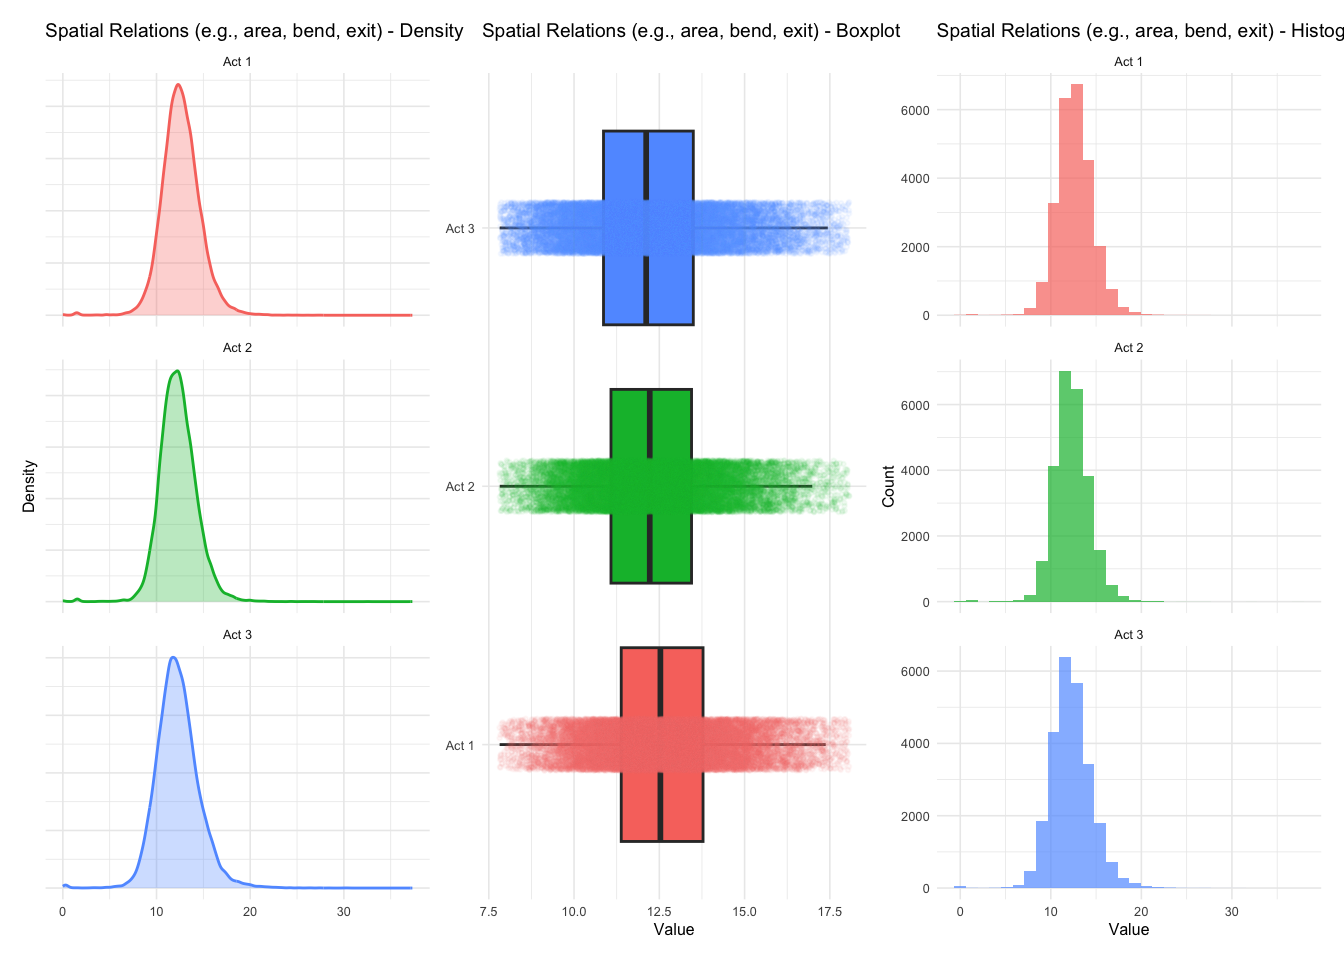 Spatial Relations (e.g., area, bend, exit) - Density
Act 1
Act 2
Act 3
Density
0 10 20 30
Spatial Relations (e.g., area, bend, exit) - Boxplot
Act 3
Act 2
Act 1
7.5 10.0 12.5 15.0 17.5
Value
Spatial Relations (e.g., area, bend, exit) - Histog
Act 1
6000
4000
2000
0
Act 2
6000
4000
2000
0
Act 3
6000
4000
2000
0
Count
0 10 20 30
Value